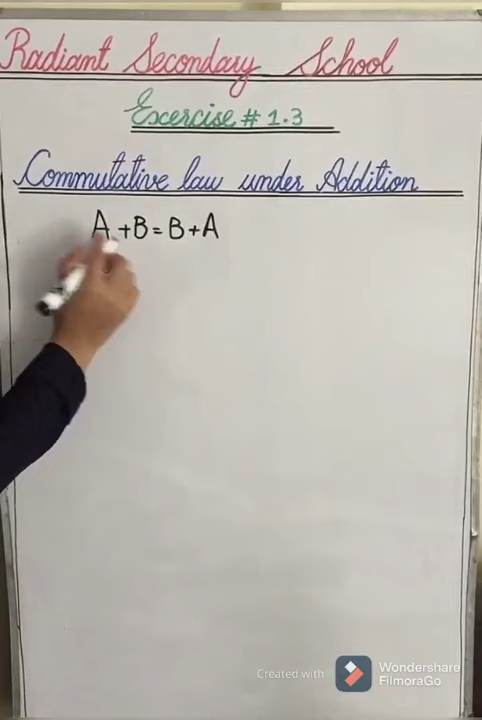 Radiant Secondary School
Excercise # 1.3
Commutative law under Addition
A+B=B+A
Created with Wondershare FilmoraGo